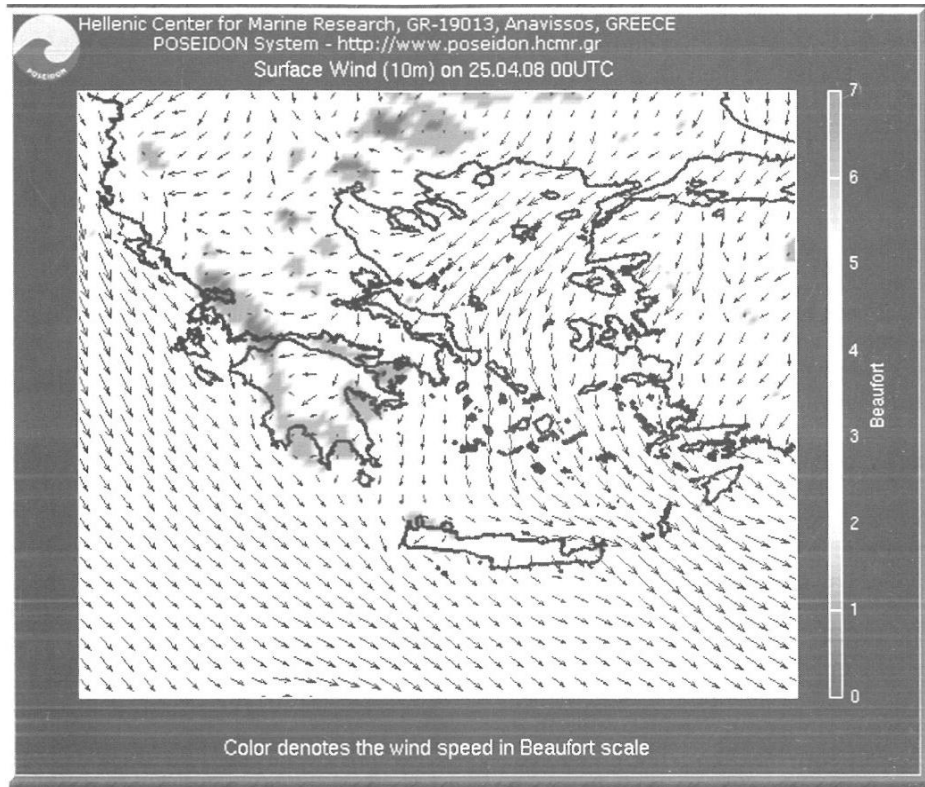 Hellenic Center for Marine Research, GR-19013, Anavissos, GREECE
POSEIDON System - http://www.poseidon.hcmr.gr
POSEIDON
Surface Wind (10m) on 25.04.08 00UTC
7
6
5
4
3
2
1
0
Beaufort
Color denotes the wind speed in Beaufort scale